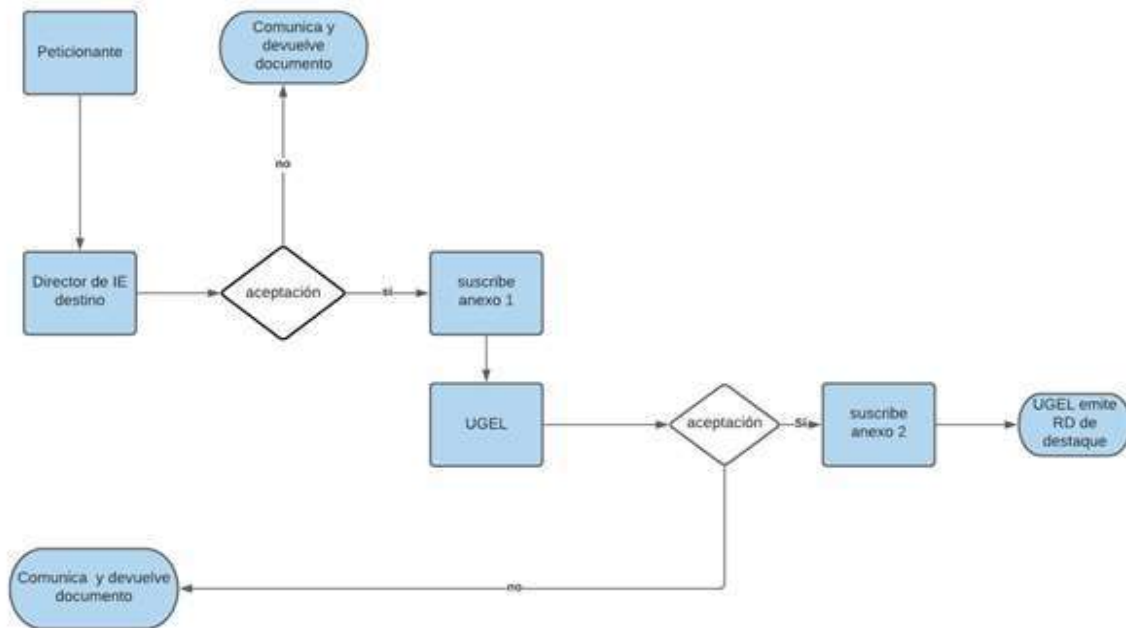 Peticionante
Comunica y
devuelve
documento
no
Director de IE
destino
aceptación
si
suscribe
anexo 1
UGEL
aceptación
Sí
suscribe
anexo 2
UGEL emite
RD de
destaque
Comunica y devuelve
documento
no